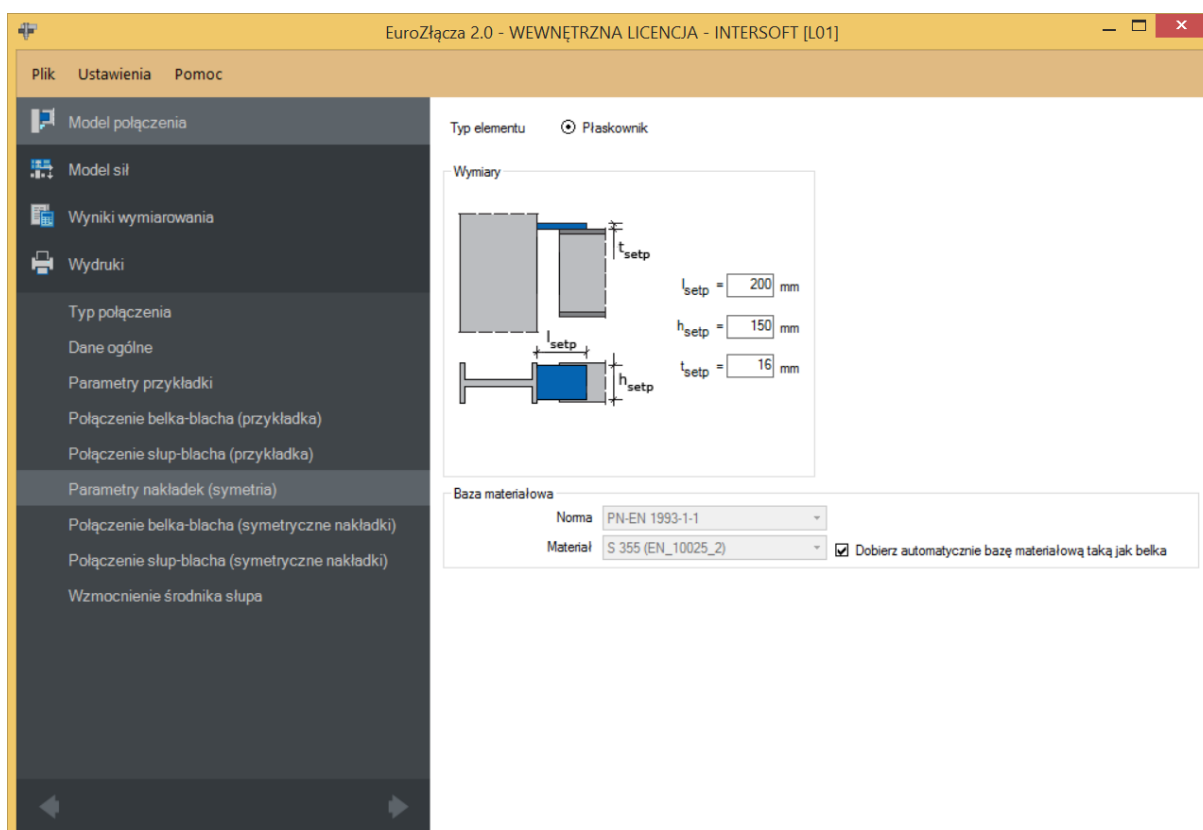 EuroZłącza 2.0 - WEWNĘTRZNA LICENCJA - INTERSOFT [L01]
Plik Ustawienia Pomoc
Model połączenia
Model sił
Wyniki wymiarowania
Wydruki
Typ połączenia
Dane ogólne
Parametry przykładki
Połączenie belka-blacha (przykładka)
Połączenie słup-blacha (przykładka)
Parametry nakładek (symetria)
Połączenie belka-blacha (symetryczne nakładki)
Połączenie słup-blacha (symetryczne nakładki)
Wzmocnienie środnika słupa
Typ elementu Płaskownik
Wymiary
tsetp
lsetp
hsetp
lsetp = 200 mm
hsetp = 150 mm
tsetp = 16 mm
Baza materiałowa
Norma PN-EN 1993-1-1
Materiał S 355 (EN_10025_2) Dobierz automatycznie bazę materiałową taką jak belka